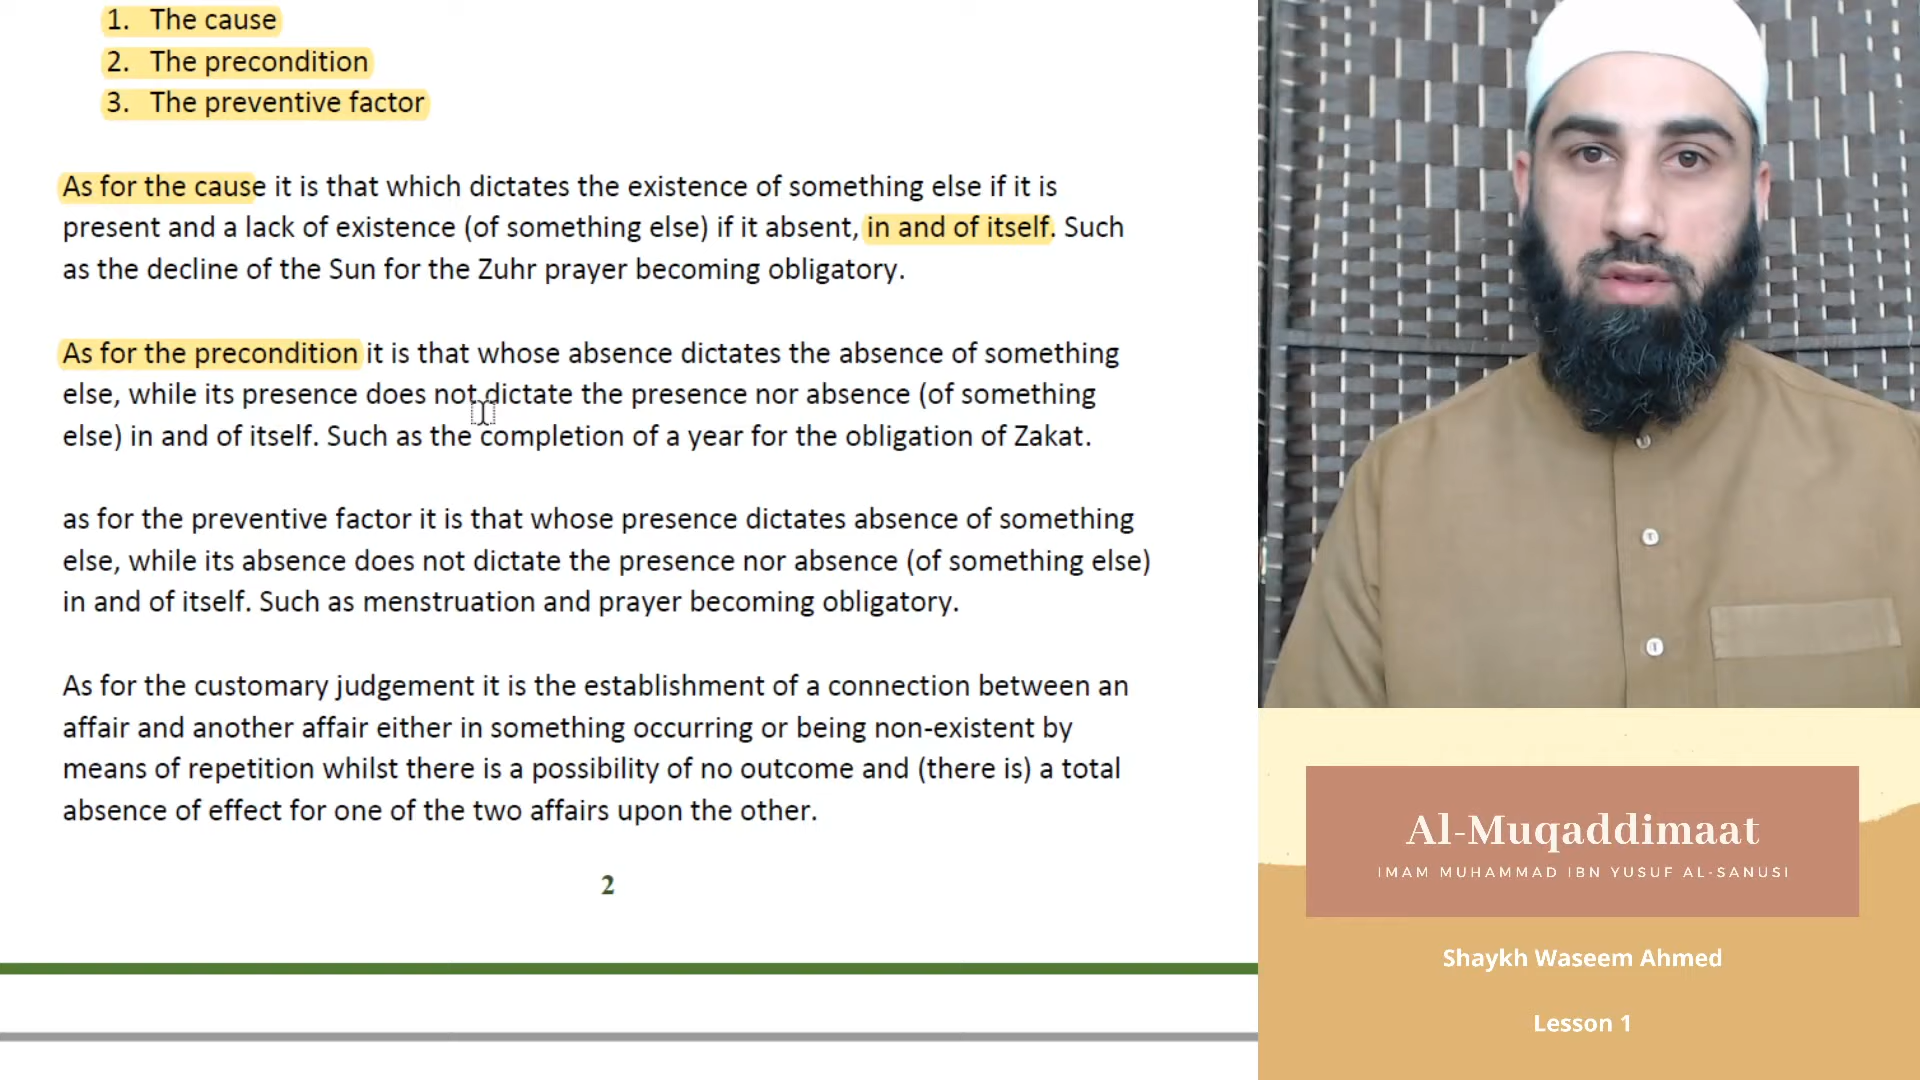 1. The cause
2. The precondition
3. The preventive factor
As for the cause it is that which dictates the existence of something else if it is
present and a lack of existence (of something else) if it absent, in and of itself. Such
as the decline of the Sun for the Zuhr prayer becoming obligatory.
As for the precondition it is that whose absence dictates the absence of something
else, while its presence does not dictate the presence nor absence (of something
else) in and of itself. Such as the completion of a year for the obligation of Zakat.
as for the preventive factor it is that whose presence dictates absence of something
else, while its absence does not dictate the presence nor absence (of something else)
in and of itself. Such as menstruation and prayer becoming obligatory.
As for the customary judgement it is the establishment of a connection between an
affair and another affair either in something occurring or being non-existent by
means of repetition whilst there is a possibility of no outcome and (there is) a total
absence of effect for one of the two affairs upon the other.
2
Al-Muqaddimaat
IMAM MUHAMMAD IBN YUSUF AL-SANUSI
Shaykh Waseem Ahmed
Lesson 1